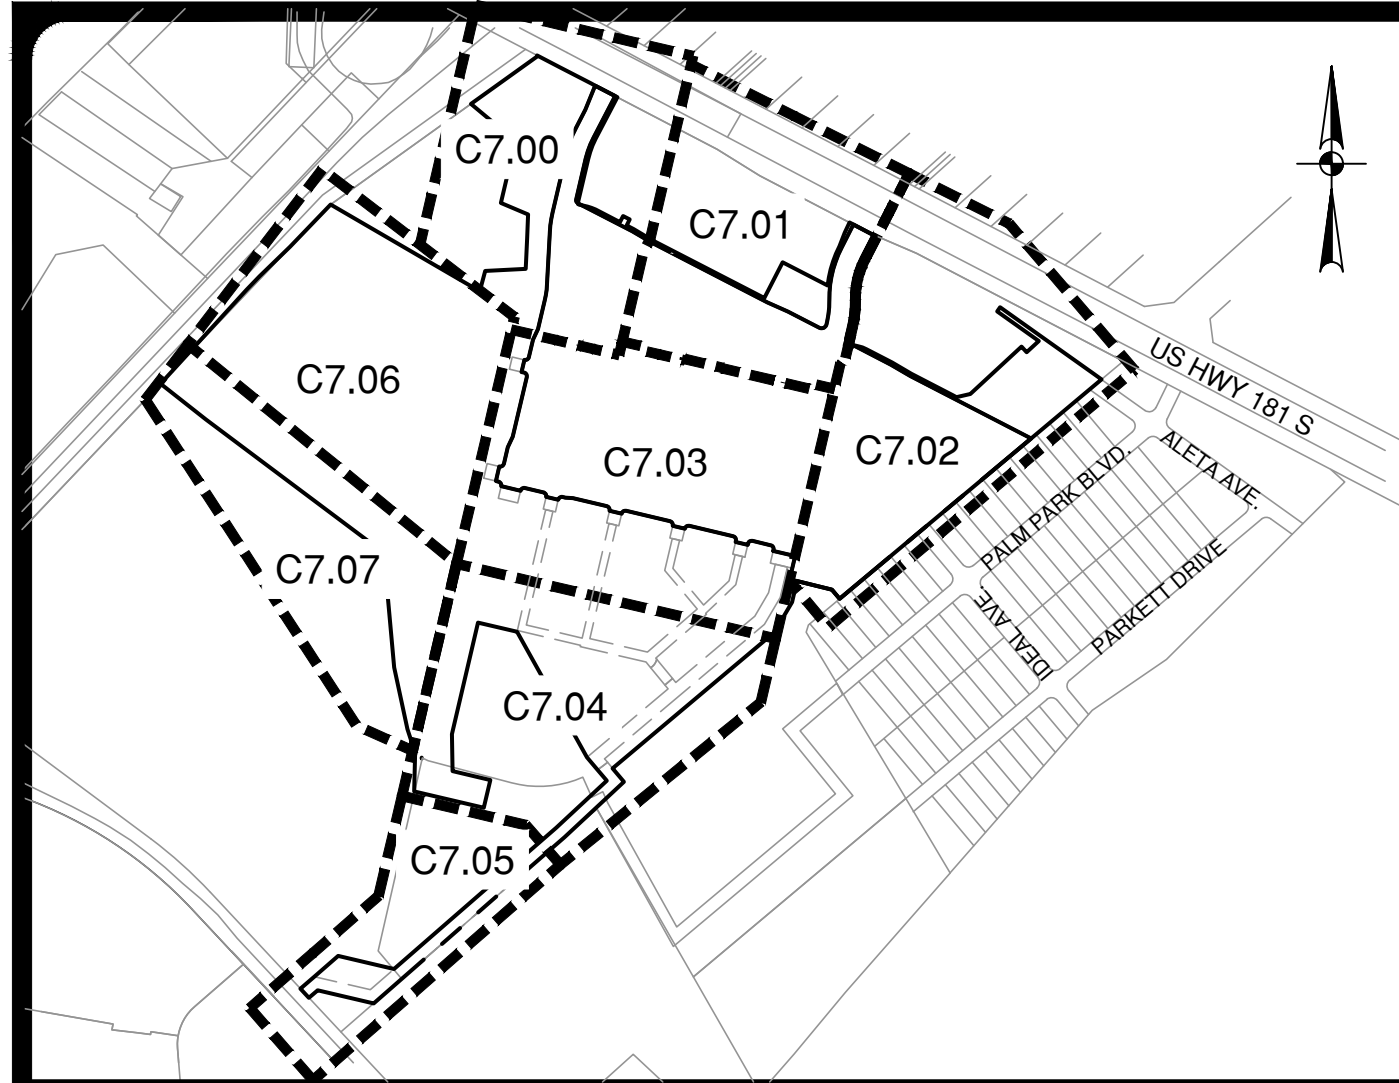 C7.00
C7.01
US HWY 181 S
C7.06
C7.03
C7.02
ALETA AVE.
PALM PARK BLVD.
C7.07
PARKETT DRIVE
IDEAL AVE.
C7.04
C7.05